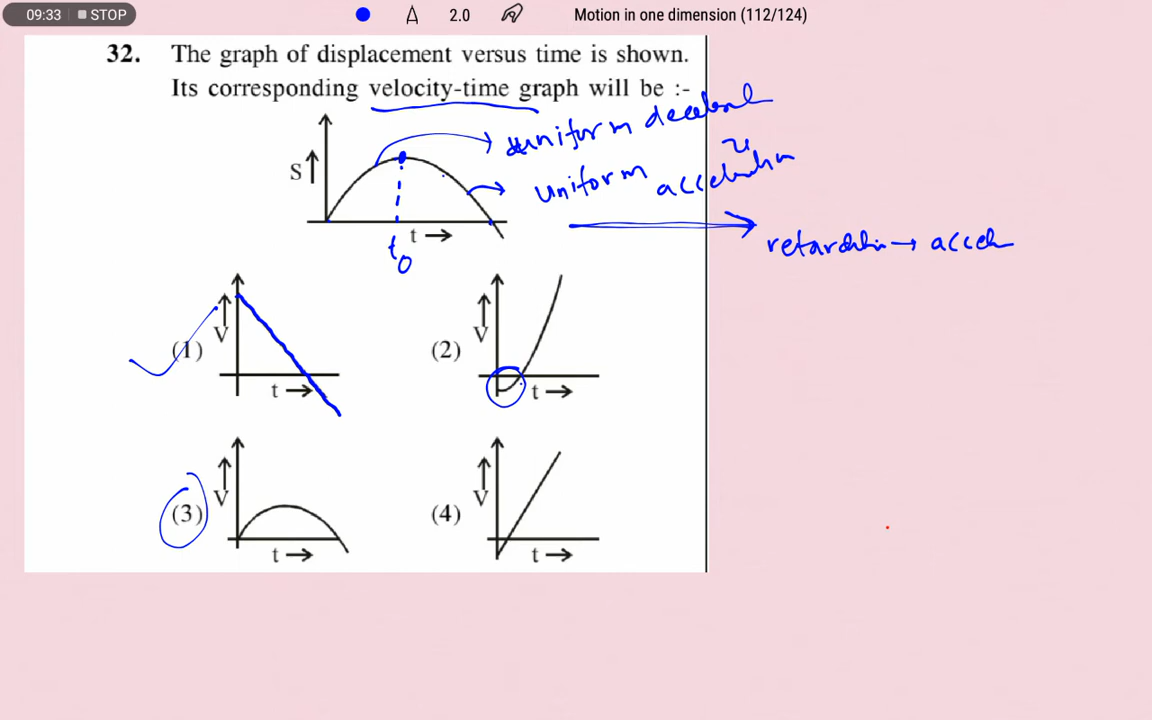 09:33 STOP 2.0 Motion in one dimension (112/124)
32. The graph of displacement versus time is shown.
Its corresponding velocity-time graph will be :-
uniform
uniform
S
t
t₀
retardation → acceln
(1) V t
(2) V t
(3) V t
(4) V t